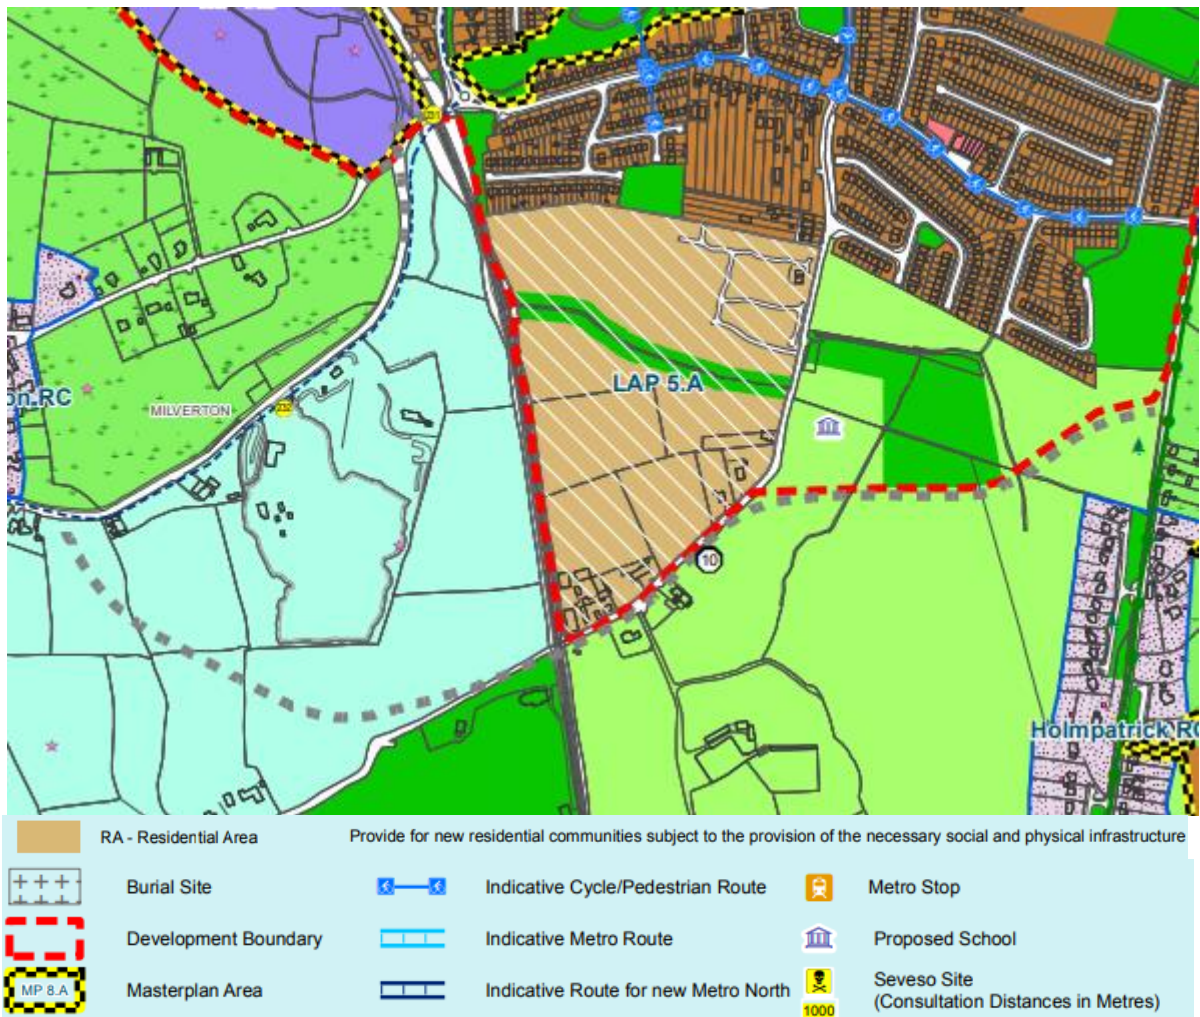 LAP 5.A
on RC
MILVERTON
10
Holmpatrick RC
RA - Residential Area
Provide for new residential communities subject to the provision of the necessary social and physical infrastructure
Burial Site
Indicative Cycle/Pedestrian Route
Metro Stop
Development Boundary
Indicative Metro Route
Proposed School
MP 8.A
Masterplan Area
Indicative Route for new Metro North
Seveso Site
1000
(Consultation Distances in Metres)